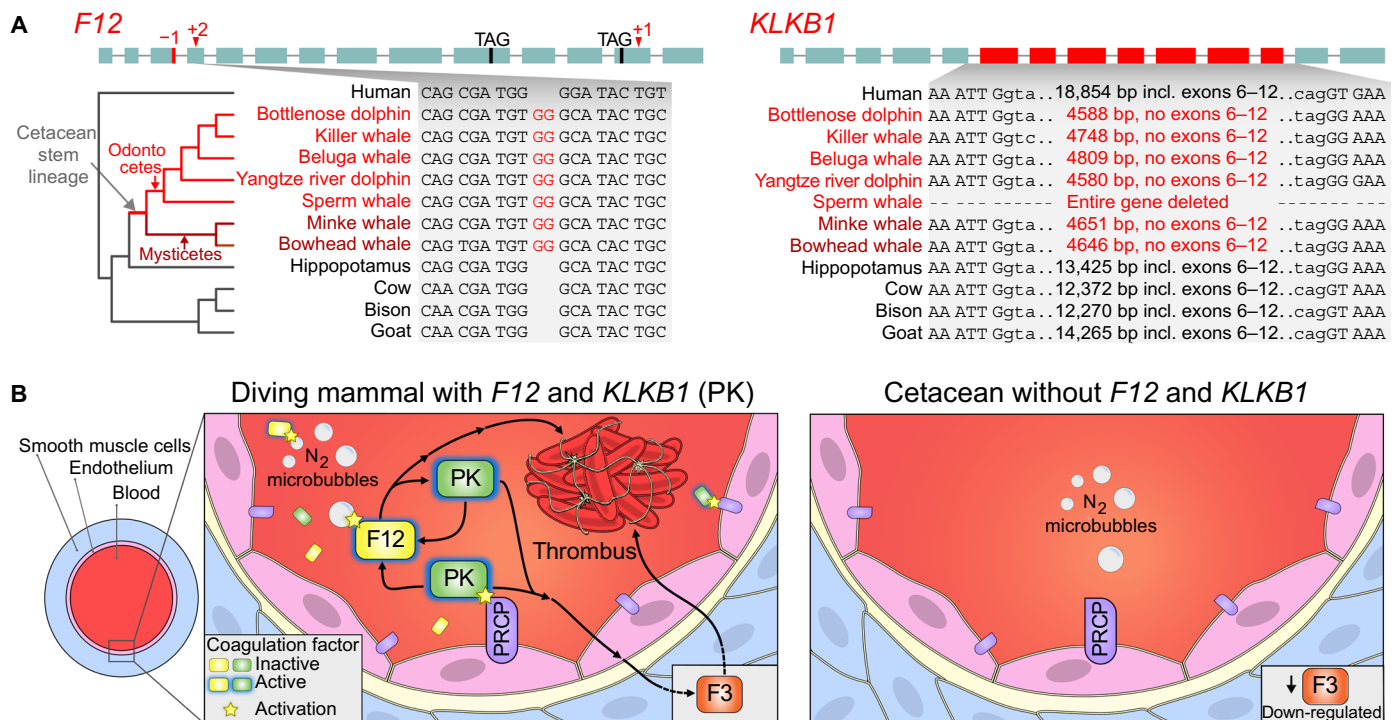 A
F12
−1
+2
TAG
TAG
+1
Human CAG CGA TGG GGA TAC TGT
Bottlenose dolphin CAG CGA TGT GG GCA TAC TGC
Killer whale CAG CGA TGT GG GCA TAC TGC
Beluga whale CAG CGA TGT GG GCA TAC TGC
Yangtze river dolphin CAG CGA TGT GG GCA TAC TGC
Sperm whale CAG CGA TGT GG GCA TAC TGC
Minke whale CAG CGA TGT GG GCA TAC TGC
Bowhead whale CAG TGA TGT GG GCA CAC TGC
Hippopotamus CAG CGA TGG GCA TAC TGC
Cow CAA CGA TGG GCA TAC TGC
Bison CAA CGA TGG GCA TAC TGC
Goat CAA CGA TGG GCA TAC TGC
Cetacean
stem
lineage
Odonto
cetes
Mysticetes
KLKB1
Human AA ATT Ggta.. 18,854 bp incl. exons 6–12 ..cagGT GAA
Bottlenose dolphin AA ATT Ggta.. 4588 bp, no exons 6–12 ..tagGG AAA
Killer whale AA ATT Ggtc.. 4748 bp, no exons 6–12 ..tagGG AAA
Beluga whale AA ATT Ggta.. 4809 bp, no exons 6–12 ..tagGG AAA
Yangtze river dolphin AA ATT Ggta.. 4580 bp, no exons 6–12 ..tagGG GAA
Sperm whale -- --- ------ Entire gene deleted ------- ---
Minke whale AA ATT Ggta.. 4651 bp, no exons 6–12 ..tagGG AAA
Bowhead whale AA ATT Ggta.. 4646 bp, no exons 6–12 ..tagGG AAA
Hippopotamus AA ATT Ggta.. 13,425 bp incl. exons 6–12 ..tagGG AAA
Cow AA ATT Ggta.. 12,372 bp incl. exons 6–12 ..cagGT AAA
Bison AA ATT Ggta.. 12,270 bp incl. exons 6–12 ..cagGT AAA
Goat AA ATT Ggta.. 14,265 bp incl. exons 6–12 ..cagGT AAA
B
Diving mammal with F12 and KLKB1 (PK)
Smooth muscle cells
Endothelium
Blood
N2
microbubbles
PK
F12
PK
PRCP
Thrombus
F3
Coagulation factor
Inactive
Active
Activation
Cetacean without F12 and KLKB1
N2
microbubbles
PRCP
↓ F3
Down-regulated